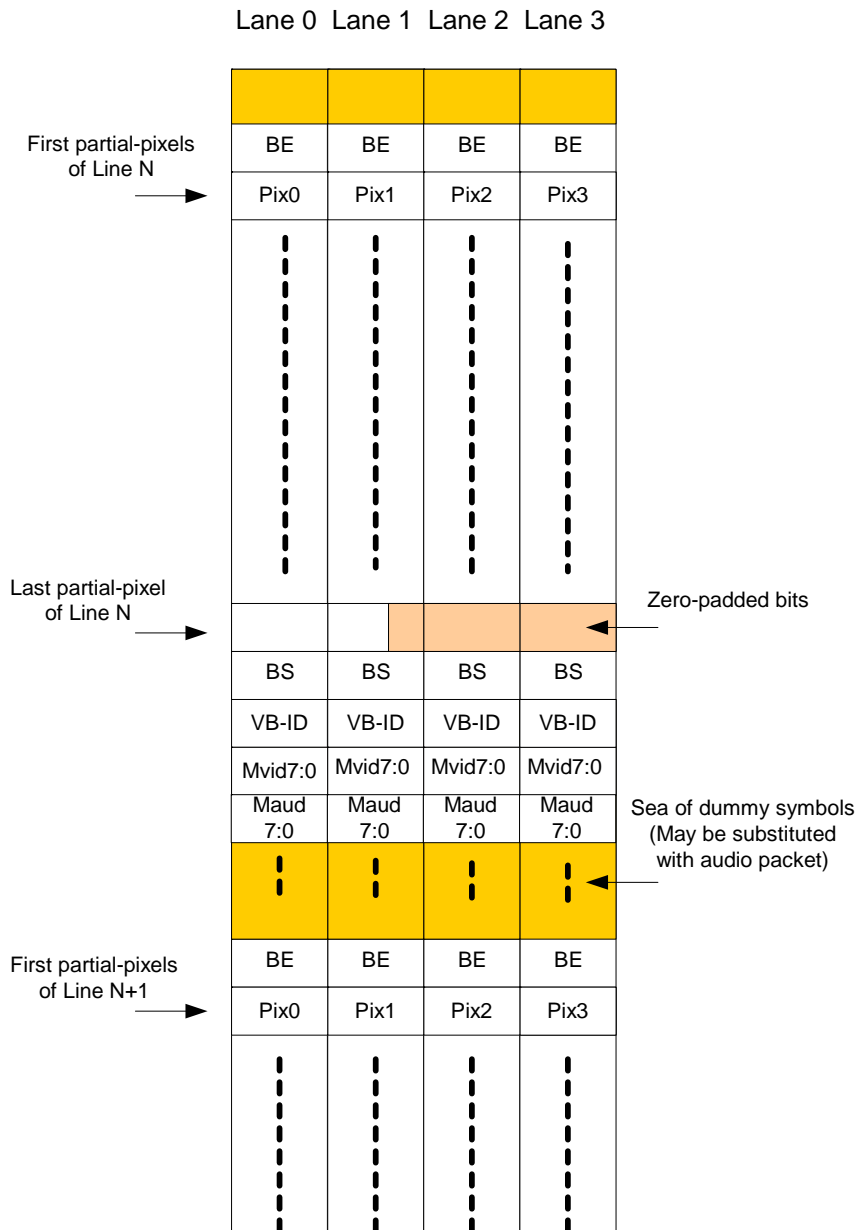 Lane 0 Lane 1 Lane 2 Lane 3
BE BE BE BE
First partial-pixels
of Line N
Pix0 Pix1 Pix2 Pix3
Last partial-pixel
of Line N
Zero-padded bits
BS BS BS BS
VB-ID VB-ID VB-ID VB-ID
Mvid7:0 Mvid7:0 Mvid7:0 Mvid7:0
Maud Maud Maud Maud
7:0 7:0 7:0 7:0
Sea of dummy symbols
(May be substituted
with audio packet)
BE BE BE BE
First partial-pixels
of Line N+1
Pix0 Pix1 Pix2 Pix3